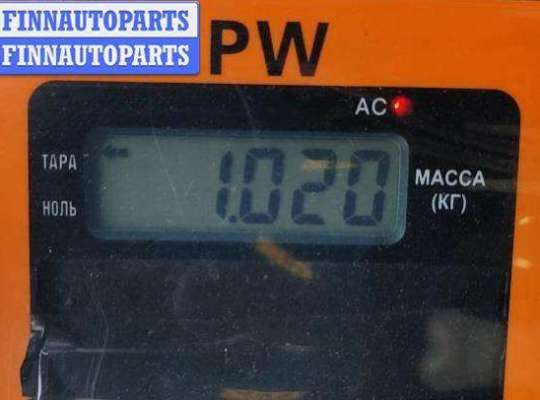 FINNAUTOPARTS
FINNAUTOPARTS
PW
AC
ТАРА
1.020
МАССА
(КГ)
НОЛЬ